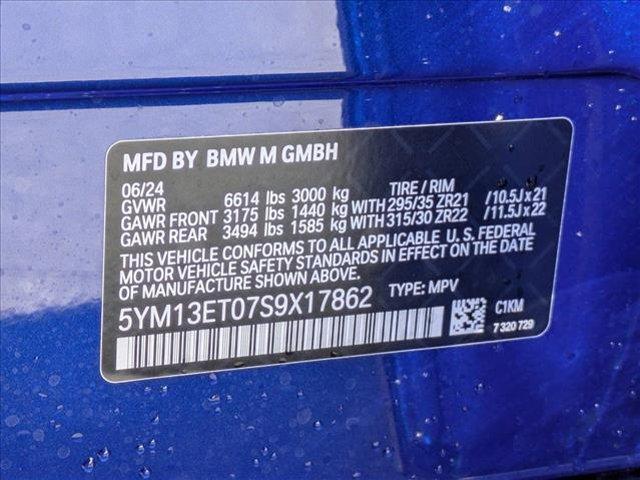 MFD BY BMW M GMBH
06/24 TIRE / RIM
GVWR 6614 lbs 3000 kg
GAWR FRONT 3175 lbs 1440 kg WITH 295/35 ZR21 / 10.5J x 21
GAWR REAR 3494 lbs 1585 kg WITH 315/30 ZR22 / 11.5J x 22
THIS VEHICLE CONFORMS TO ALL APPLICABLE U. S. FEDERAL
MOTOR VEHICLE SAFETY STANDARDS IN EFFECT ON THE DATE
OF MANUFACTURE SHOWN ABOVE.
5YM13ET07S9X17862 TYPE: MPV
C1KM
7 320 729